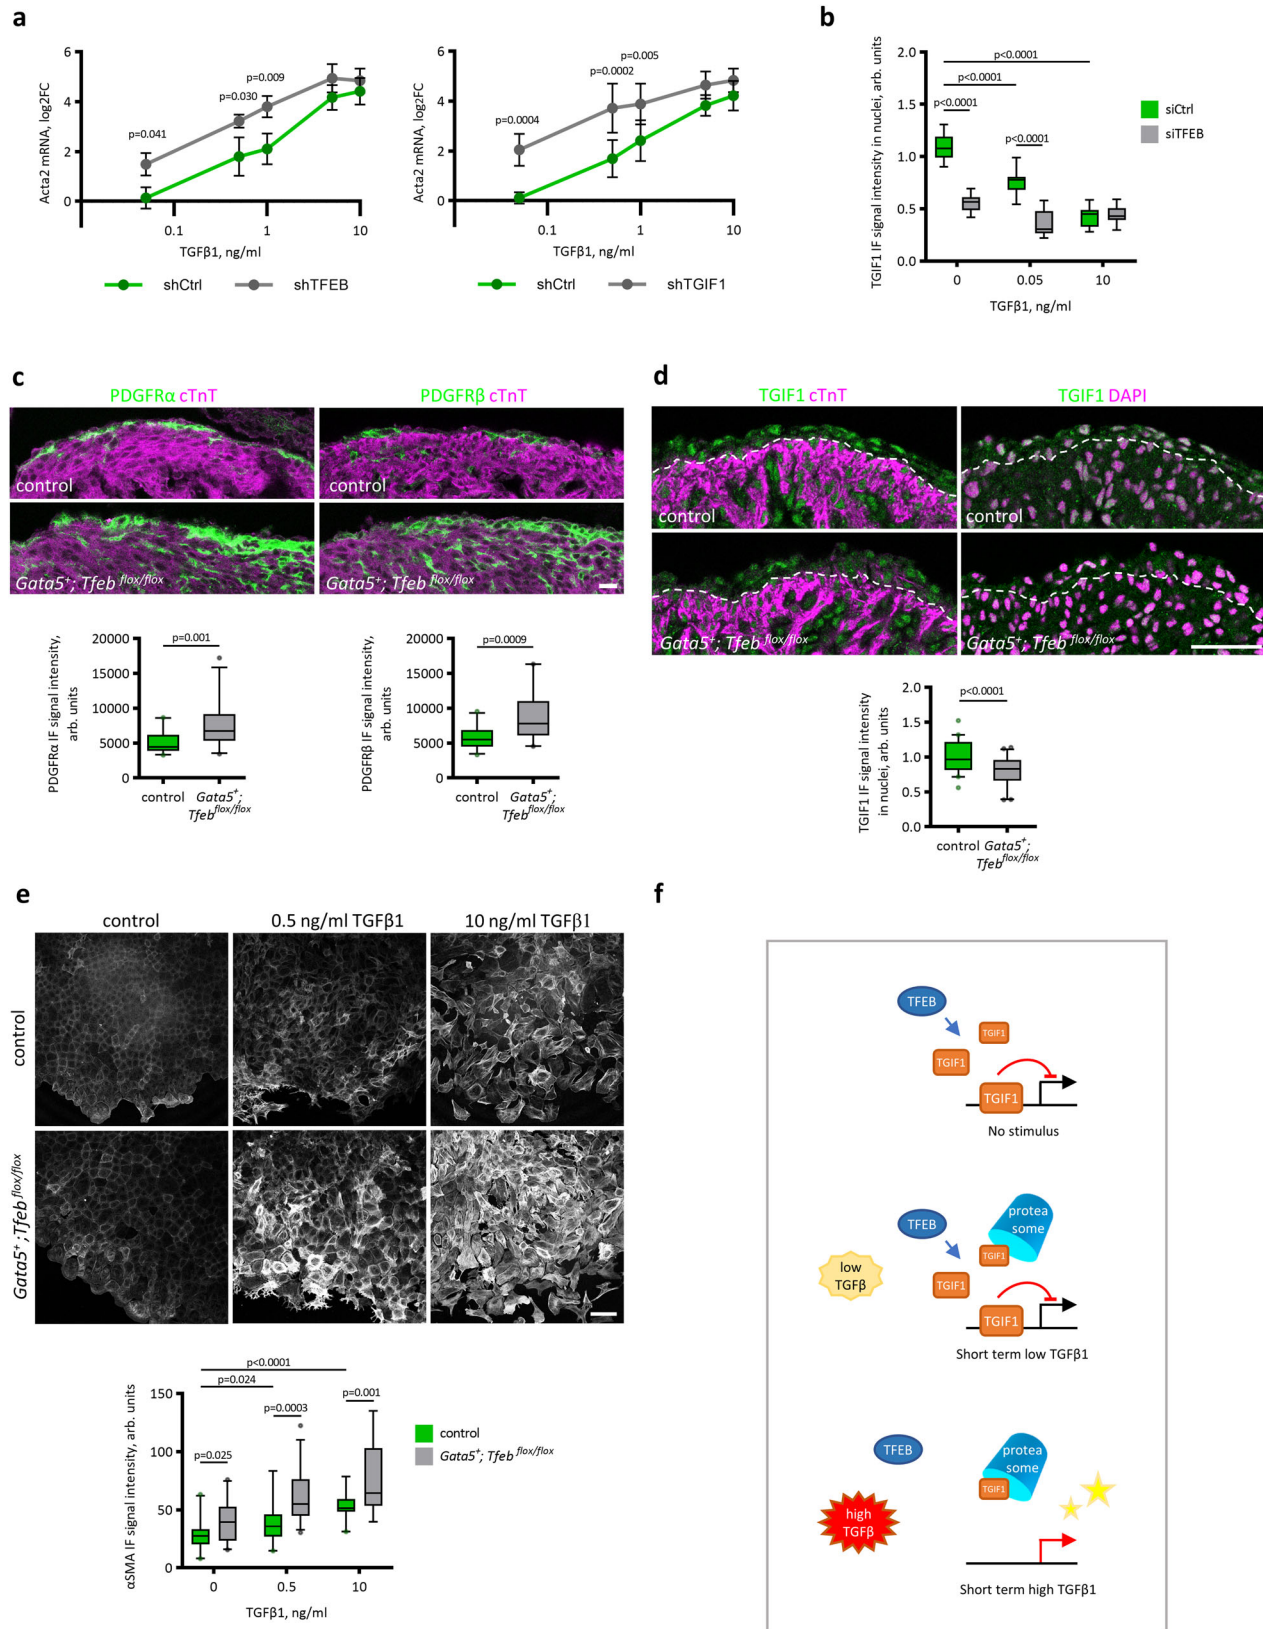 a
6
4
2
0
Acta2 mRNA, log2FC
p=0.041
p=0.030
p=0.009
0.1
1
10
TGFβ1, ng/ml
shCtrl
shTFEB
6
4
2
0
Acta2 mRNA, log2FC
p=0.0004
p=0.0002
p=0.005
0.1
1
10
TGFβ1, ng/ml
shCtrl
shTGIF1
b
TGIF1 IF signal intensity in nuclei, arb. units
2.0
1.5
1.0
0.5
0.0
p<0.0001
p<0.0001
p<0.0001
p<0.0001
0
0.05
10
TGFβ1, ng/ml
siCtrl
siTFEB
c
PDGFRα cTnT
PDGFRβ cTnT
control
control
Gata5⁺; Tfeb flox/flox
Gata5⁺; Tfeb flox/flox
PDGFRα IF signal intensity,
arb. units
20000
15000
10000
5000
0
p=0.001
control
Gata5⁺;
Tfeb flox/flox
PDGFRβ IF signal intensity,
arb. units
20000
15000
10000
5000
0
p=0.0009
control
Gata5⁺;
Tfeb flox/flox
d
TGIF1 cTnT
TGIF1 DAPI
control
control
Gata5⁺; Tfeb flox/flox
Gata5⁺; Tfeb flox/flox
TGIF1 IF signal intensity
in nuclei, arb. units
2.0
1.5
1.0
0.5
0.0
p<0.0001
control
Gata5⁺;
Tfeb flox/flox
e
control
0.5 ng/ml TGFβ1
10 ng/ml TGFβ1
control
Gata5⁺;Tfeb flox/flox
αSMA IF signal intensity, arb. units
150
100
50
0
p<0.0001
p=0.024
p=0.025
p=0.0003
p=0.001
0
0.5
10
TGFβ1, ng/ml
control
Gata5⁺; Tfeb flox/flox
f
TFEB
TGIF1
TGIF1
TGIF1
No stimulus
low
TGFβ
TFEB
protea
some
TGIF1
TGIF1
TGIF1
Short term low TGFβ1
high
TGFβ
TFEB
protea
some
TGIF1
Short term high TGFβ1